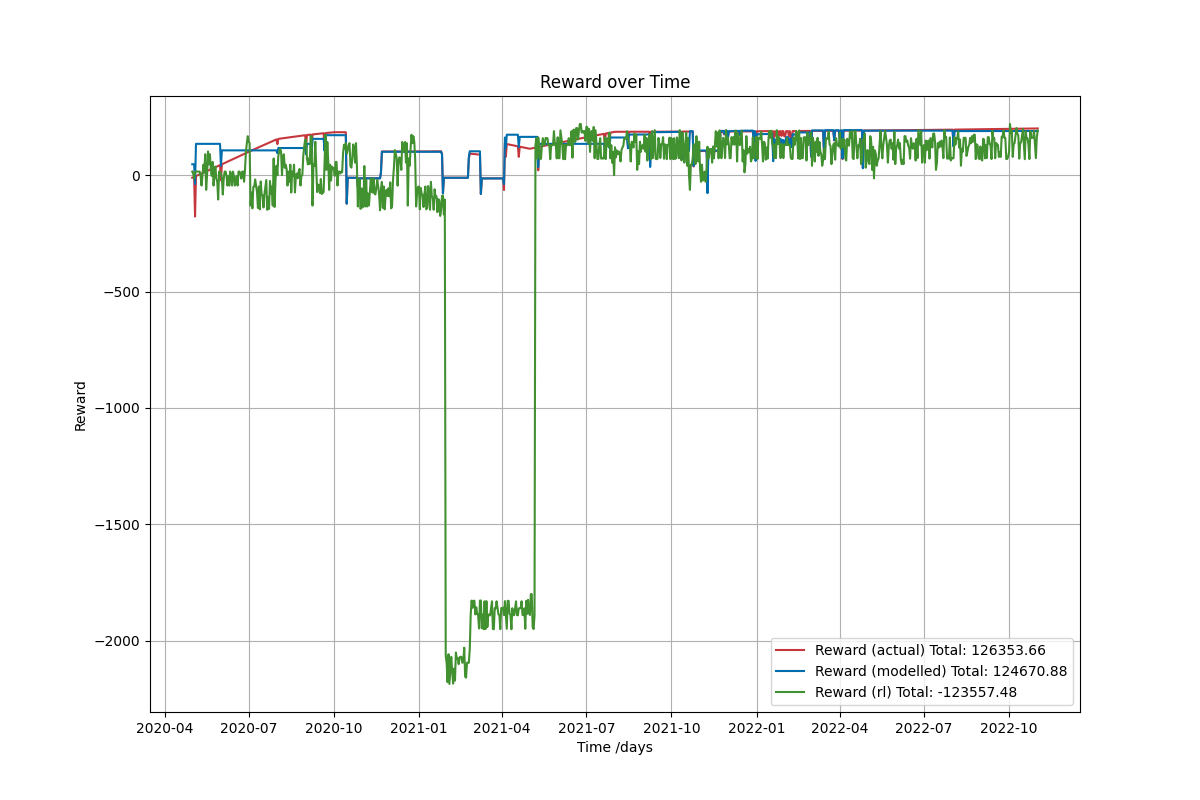 Reward over Time
Reward
0
−500
−1000
−1500
−2000
2020-04 2020-07 2020-10 2021-01 2021-04 2021-07 2021-10 2022-01 2022-04 2022-07 2022-10
Time /days
Reward (actual) Total: 126353.66
Reward (modelled) Total: 124670.88
Reward (rl) Total: -123557.48